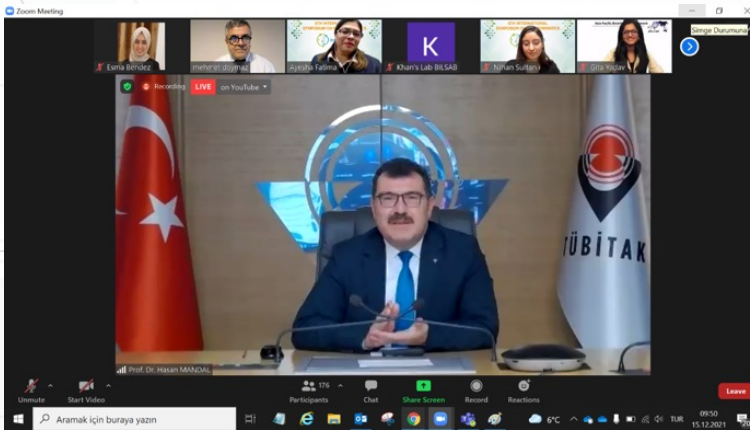 Zoom Meeting
Simge Durumuna
Esma Bendez
mehmet doymaz
Ayesha Fatima
K
Khan's Lab BILSAB
Nihan Sultan
Gita Yadav
Recording
LIVE
on YouTube
TÜBİTAK
Prof. Dr. Hasan MANDAL
Unmute
Start Video
Participants
176
Chat
Share Screen
Record
Reactions
Leave
Aramak için buraya yazın
6°C
TUR
09:50
15.12.2021